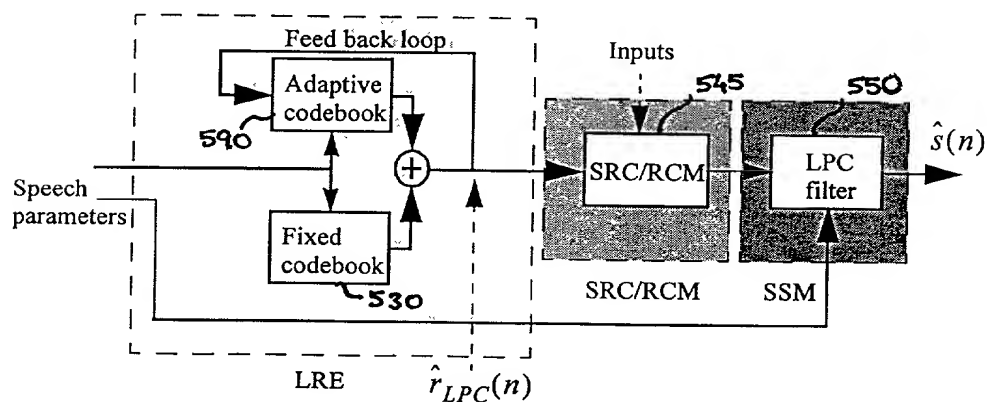 Feed back loop
Adaptive
codebook
590
Inputs
545
550
SRC/RCM
LPC
filter
ŝ(n)
Speech
parameters
Fixed
codebook
530
SRC/RCM
SSM
LRE
r̂LPC(n)